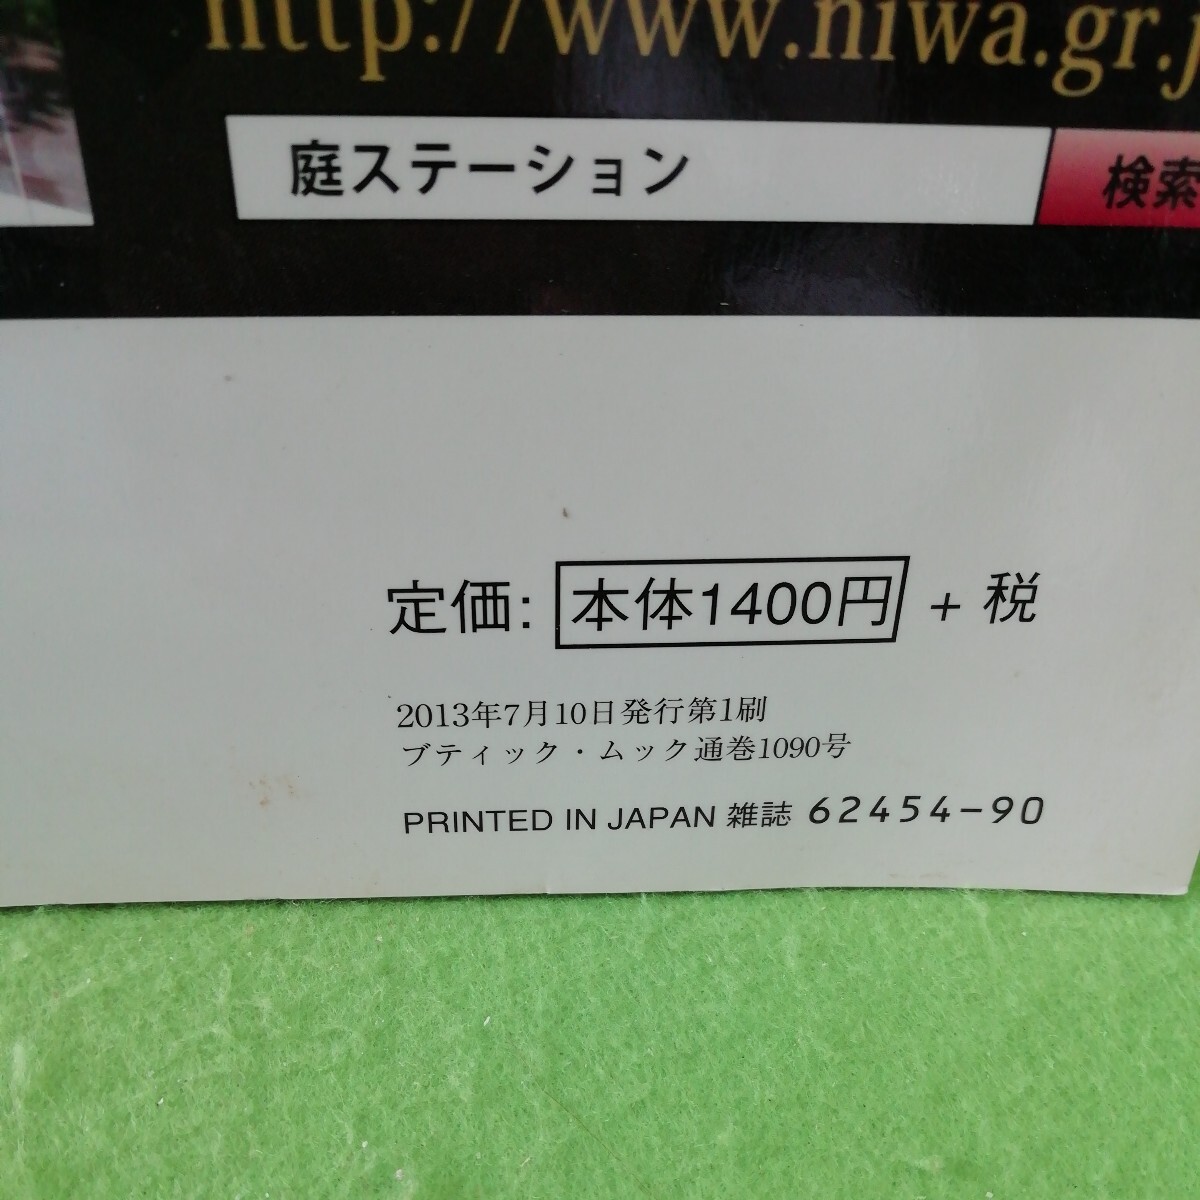 http://www.niwa.gr.j
庭ステーション 検索
定価: 本体1400円 + 税
2013年7月10日発行第1刷
ブティック・ムック通巻1090号
PRINTED IN JAPAN 雑誌 62454-90